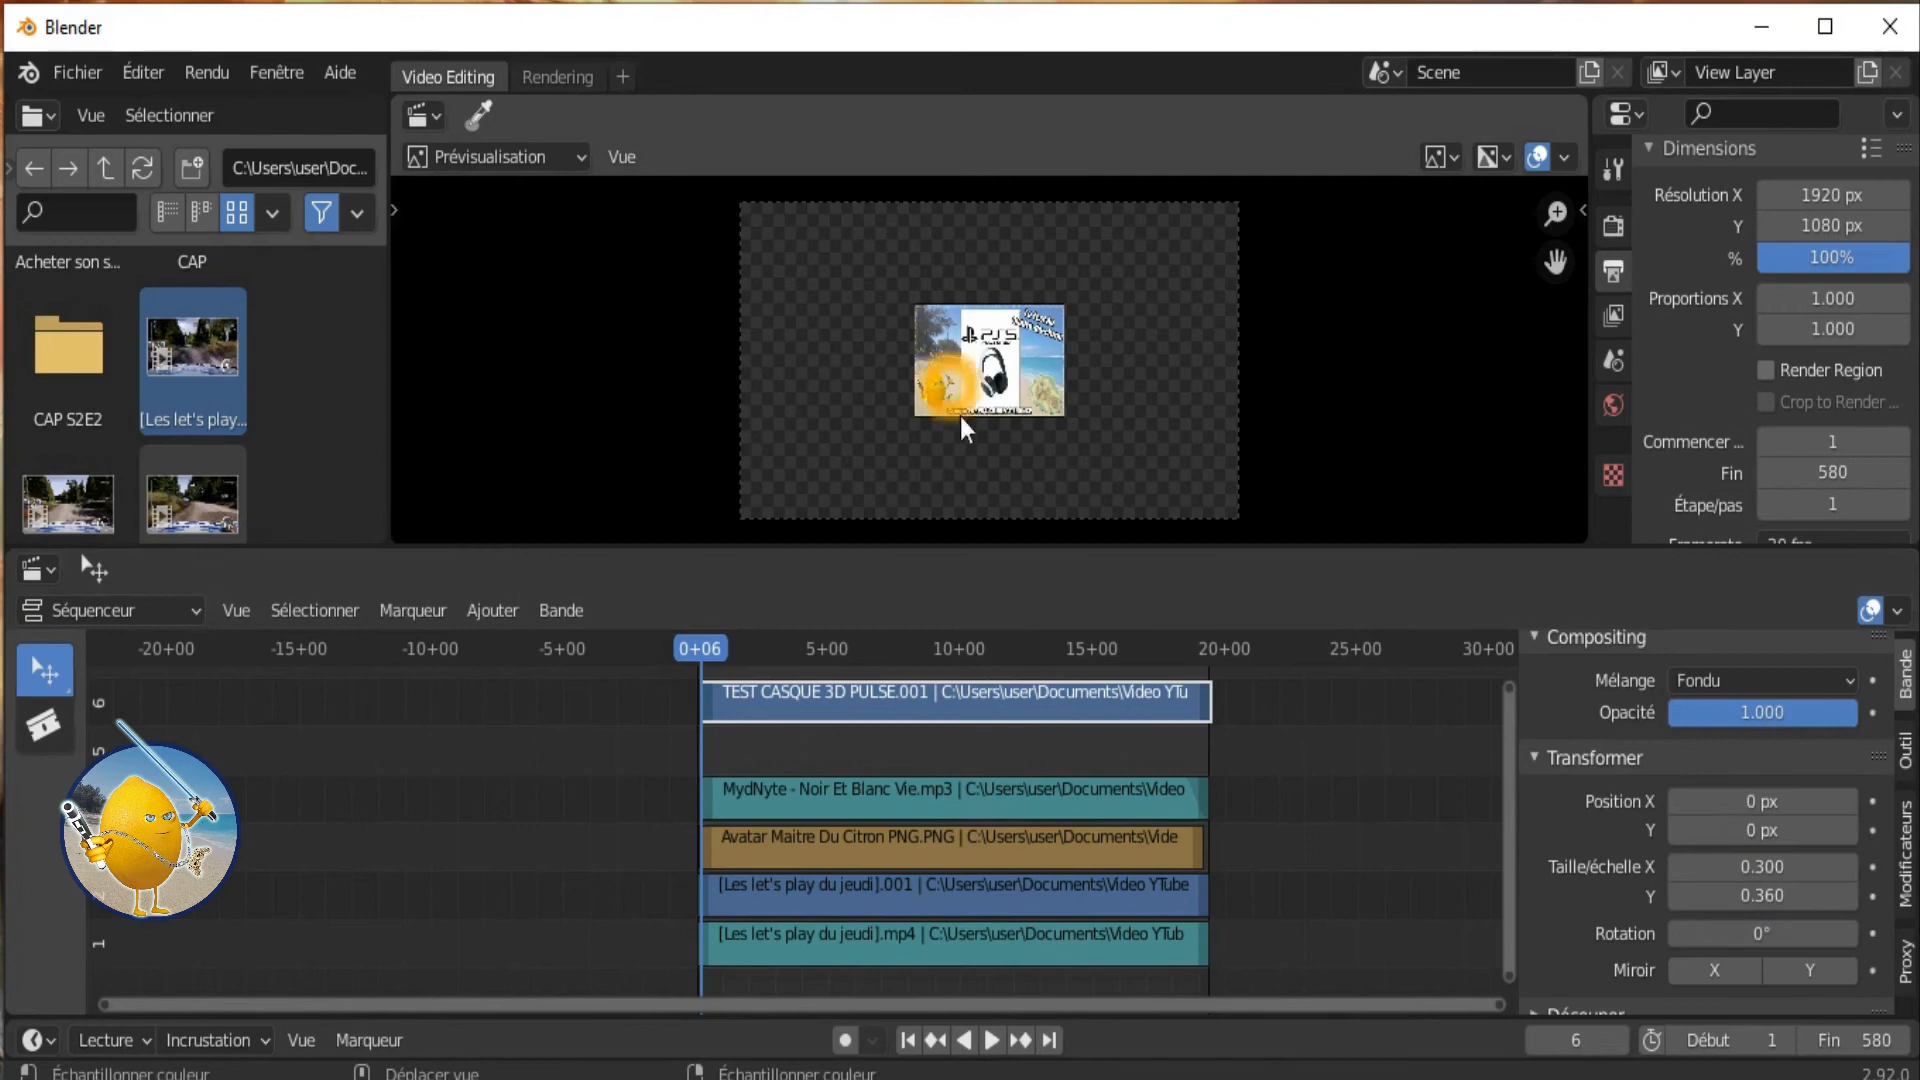 Blender
Fichier Éditer Rendu Fenêtre Aide
Video Editing Rendering +
Scene
View Layer
Vue Sélectionner
Prévisualisation Vue
C:\Users\user\Doc...
Acheter son s... CAP
CAP S2E2
[Les let's play...
PS5
Dimensions
Résolution X 1920 px
Y 1080 px
% 100%
Proportions X 1.000
Y 1.000
Render Region
Crop to Render ...
Commencer ... 1
Fin 580
Étape/pas 1
Séquenceur Vue Sélectionner Marqueur Ajouter Bande
-20+00 -15+00 -10+00 -5+00 0+06 5+00 10+00 15+00 20+00 25+00 30+00
6
TEST CASQUE 3D PULSE.001 | C:\Users\user\Documents\Video YTu
5
MydNyte - Noir Et Blanc Vie.mp3 | C:\Users\user\Documents\Video
Avatar Maitre Du Citron PNG.PNG | C:\Users\user\Documents\Vide
[Les let's play du jeudi].001 | C:\Users\user\Documents\Video YTube
1
[Les let's play du jeudi].mp4 | C:\Users\user\Documents\Video YTub
Compositing
Mélange Fondu
Opacité 1.000
Transformer
Position X 0 px
Y 0 px
Taille/échelle X 0.300
Y 0.360
Rotation 0°
Miroir X Y
Bande
Outil
Modificateurs
Proxy
Lecture Incrustation Vue Marqueur
6 Début 1 Fin 580
Échantillonner couleur Déplacer vue Échantillonner couleur
2.92.0